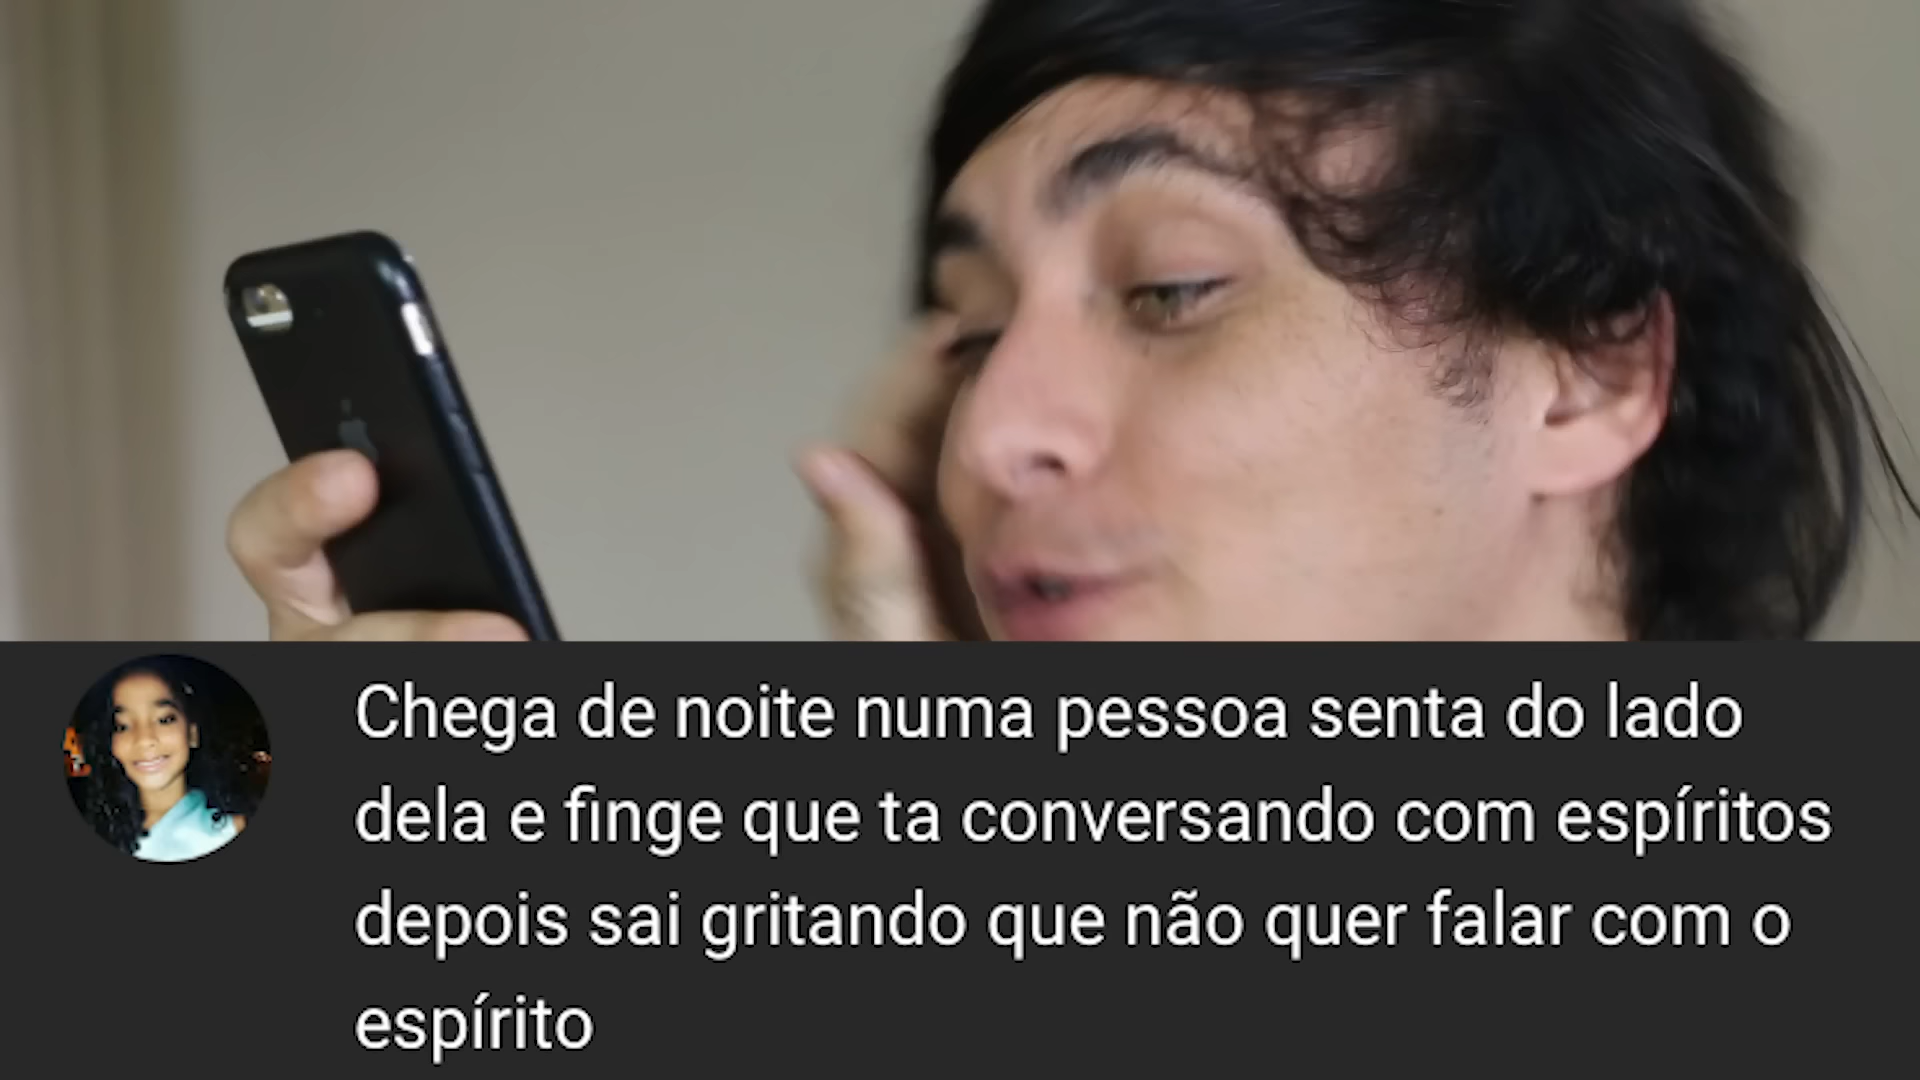 Chega de noite numa pessoa senta do lado
dela e finge que ta conversando com espíritos
depois sai gritando que não quer falar com o
espírito